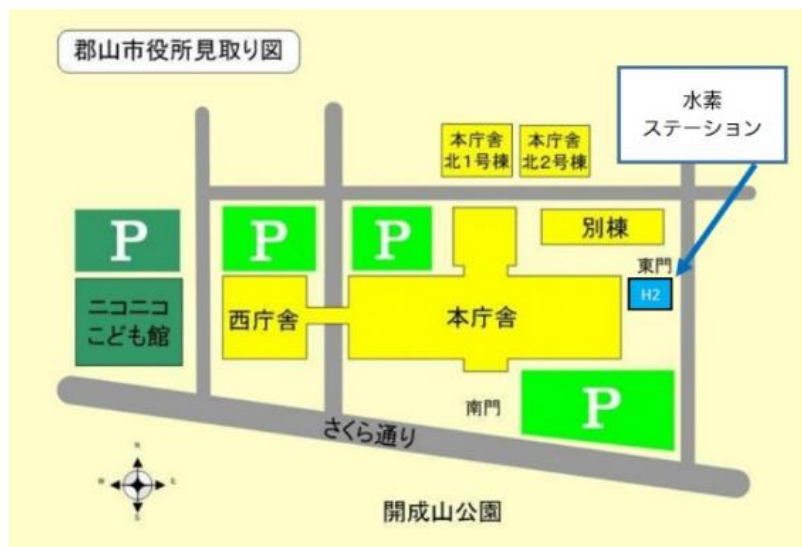 郡山市役所見取り図
水素
ステーション
本庁舎
北1号棟
本庁舎
北2号棟
P
P
P
別棟
東門
H2
ニコニコ
こども館
西庁舎
本庁舎
P
南門
さくら通り
N
W
E
S
開成山公園